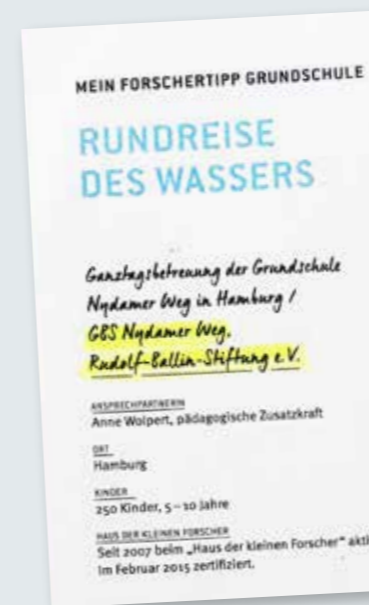 MEIN FORSCHERTIPP GRUNDSCHULE
RUNDREISE
DES WASSERS
Ganztagsbetreuung der Grundschule
Nydamer Weg in Hamburg /
GBS Nydamer Weg.
Rudolf-Ballin-Stiftung e.V.
ANSPRECHPARTNERIN
Anne Wolpert, pädagogische Zusatzkraft
ORT
Hamburg
KINDER
250 Kinder, 5 – 10 Jahre
HAUS DER KLEINEN FORSCHER
Seit 2007 beim „Haus der kleinen Forscher“ akti
Im Februar 2015 zertifiziert.